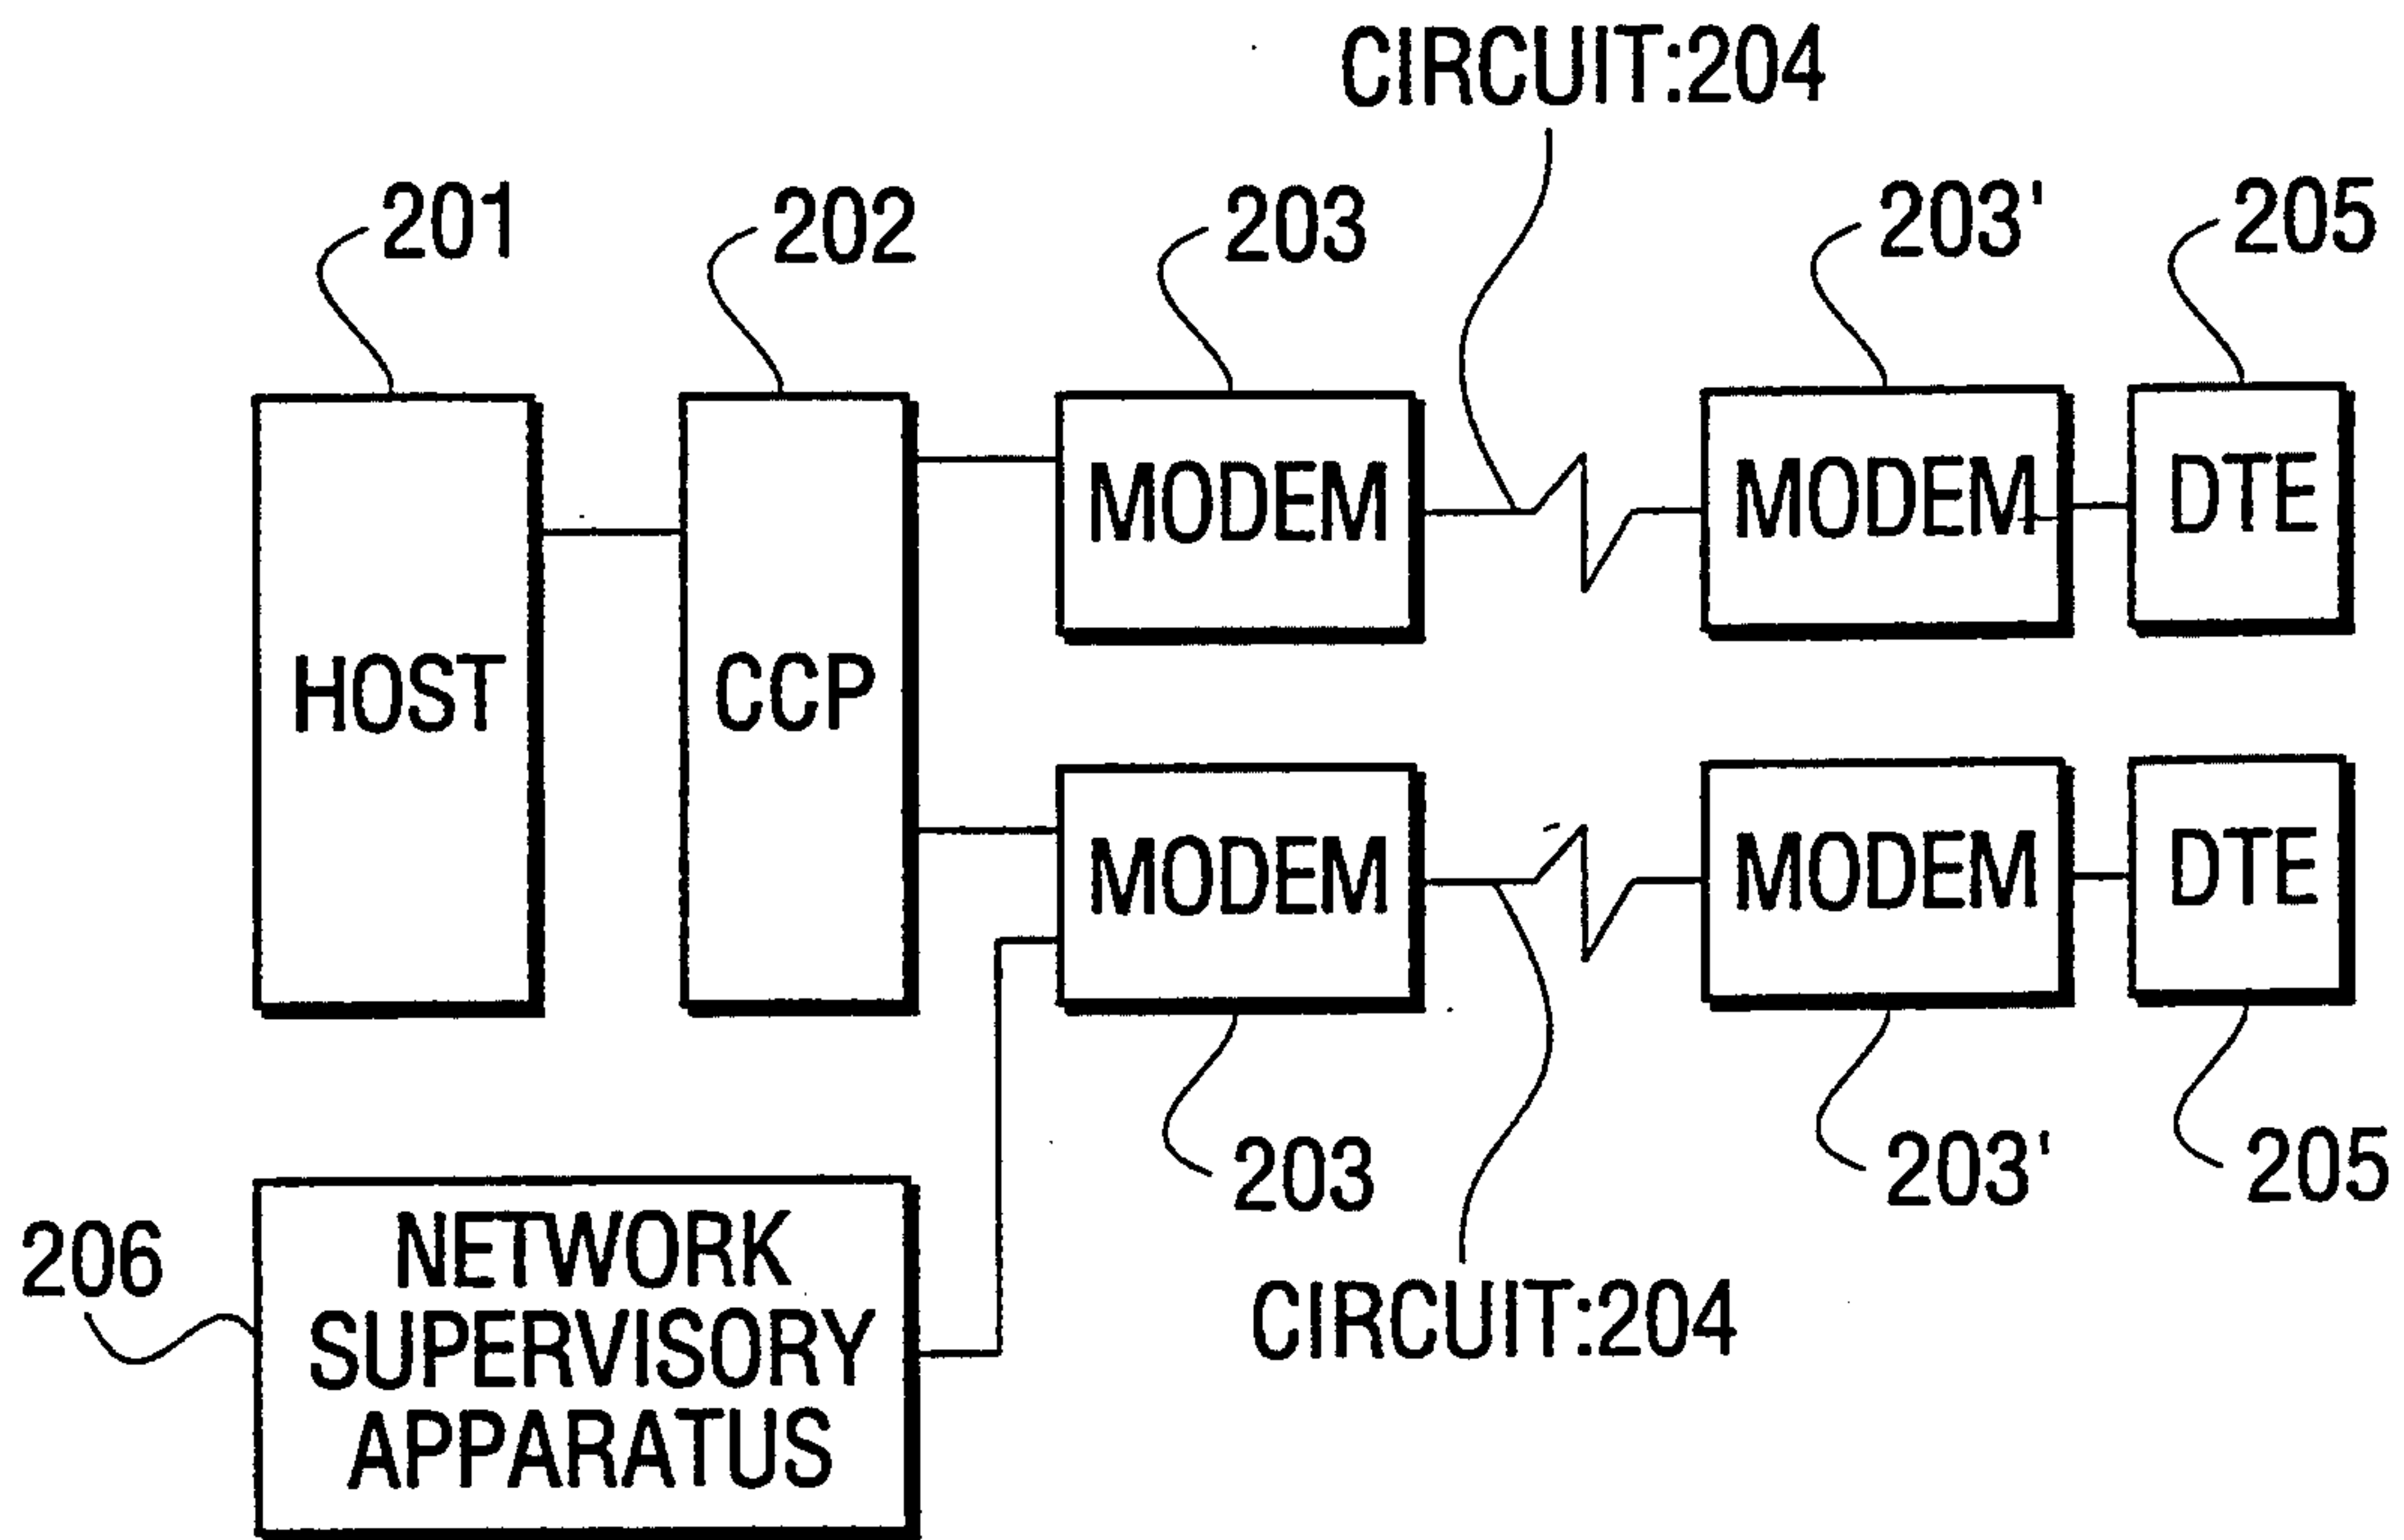 CIRCUIT:204
201
202
203
203'
205
HOST
CCP
MODEM
MODEM
DTE
MODEM
MODEM
DTE
203
203'
205
206
NETWORK
SUPERVISORY
APPARATUS
CIRCUIT:204